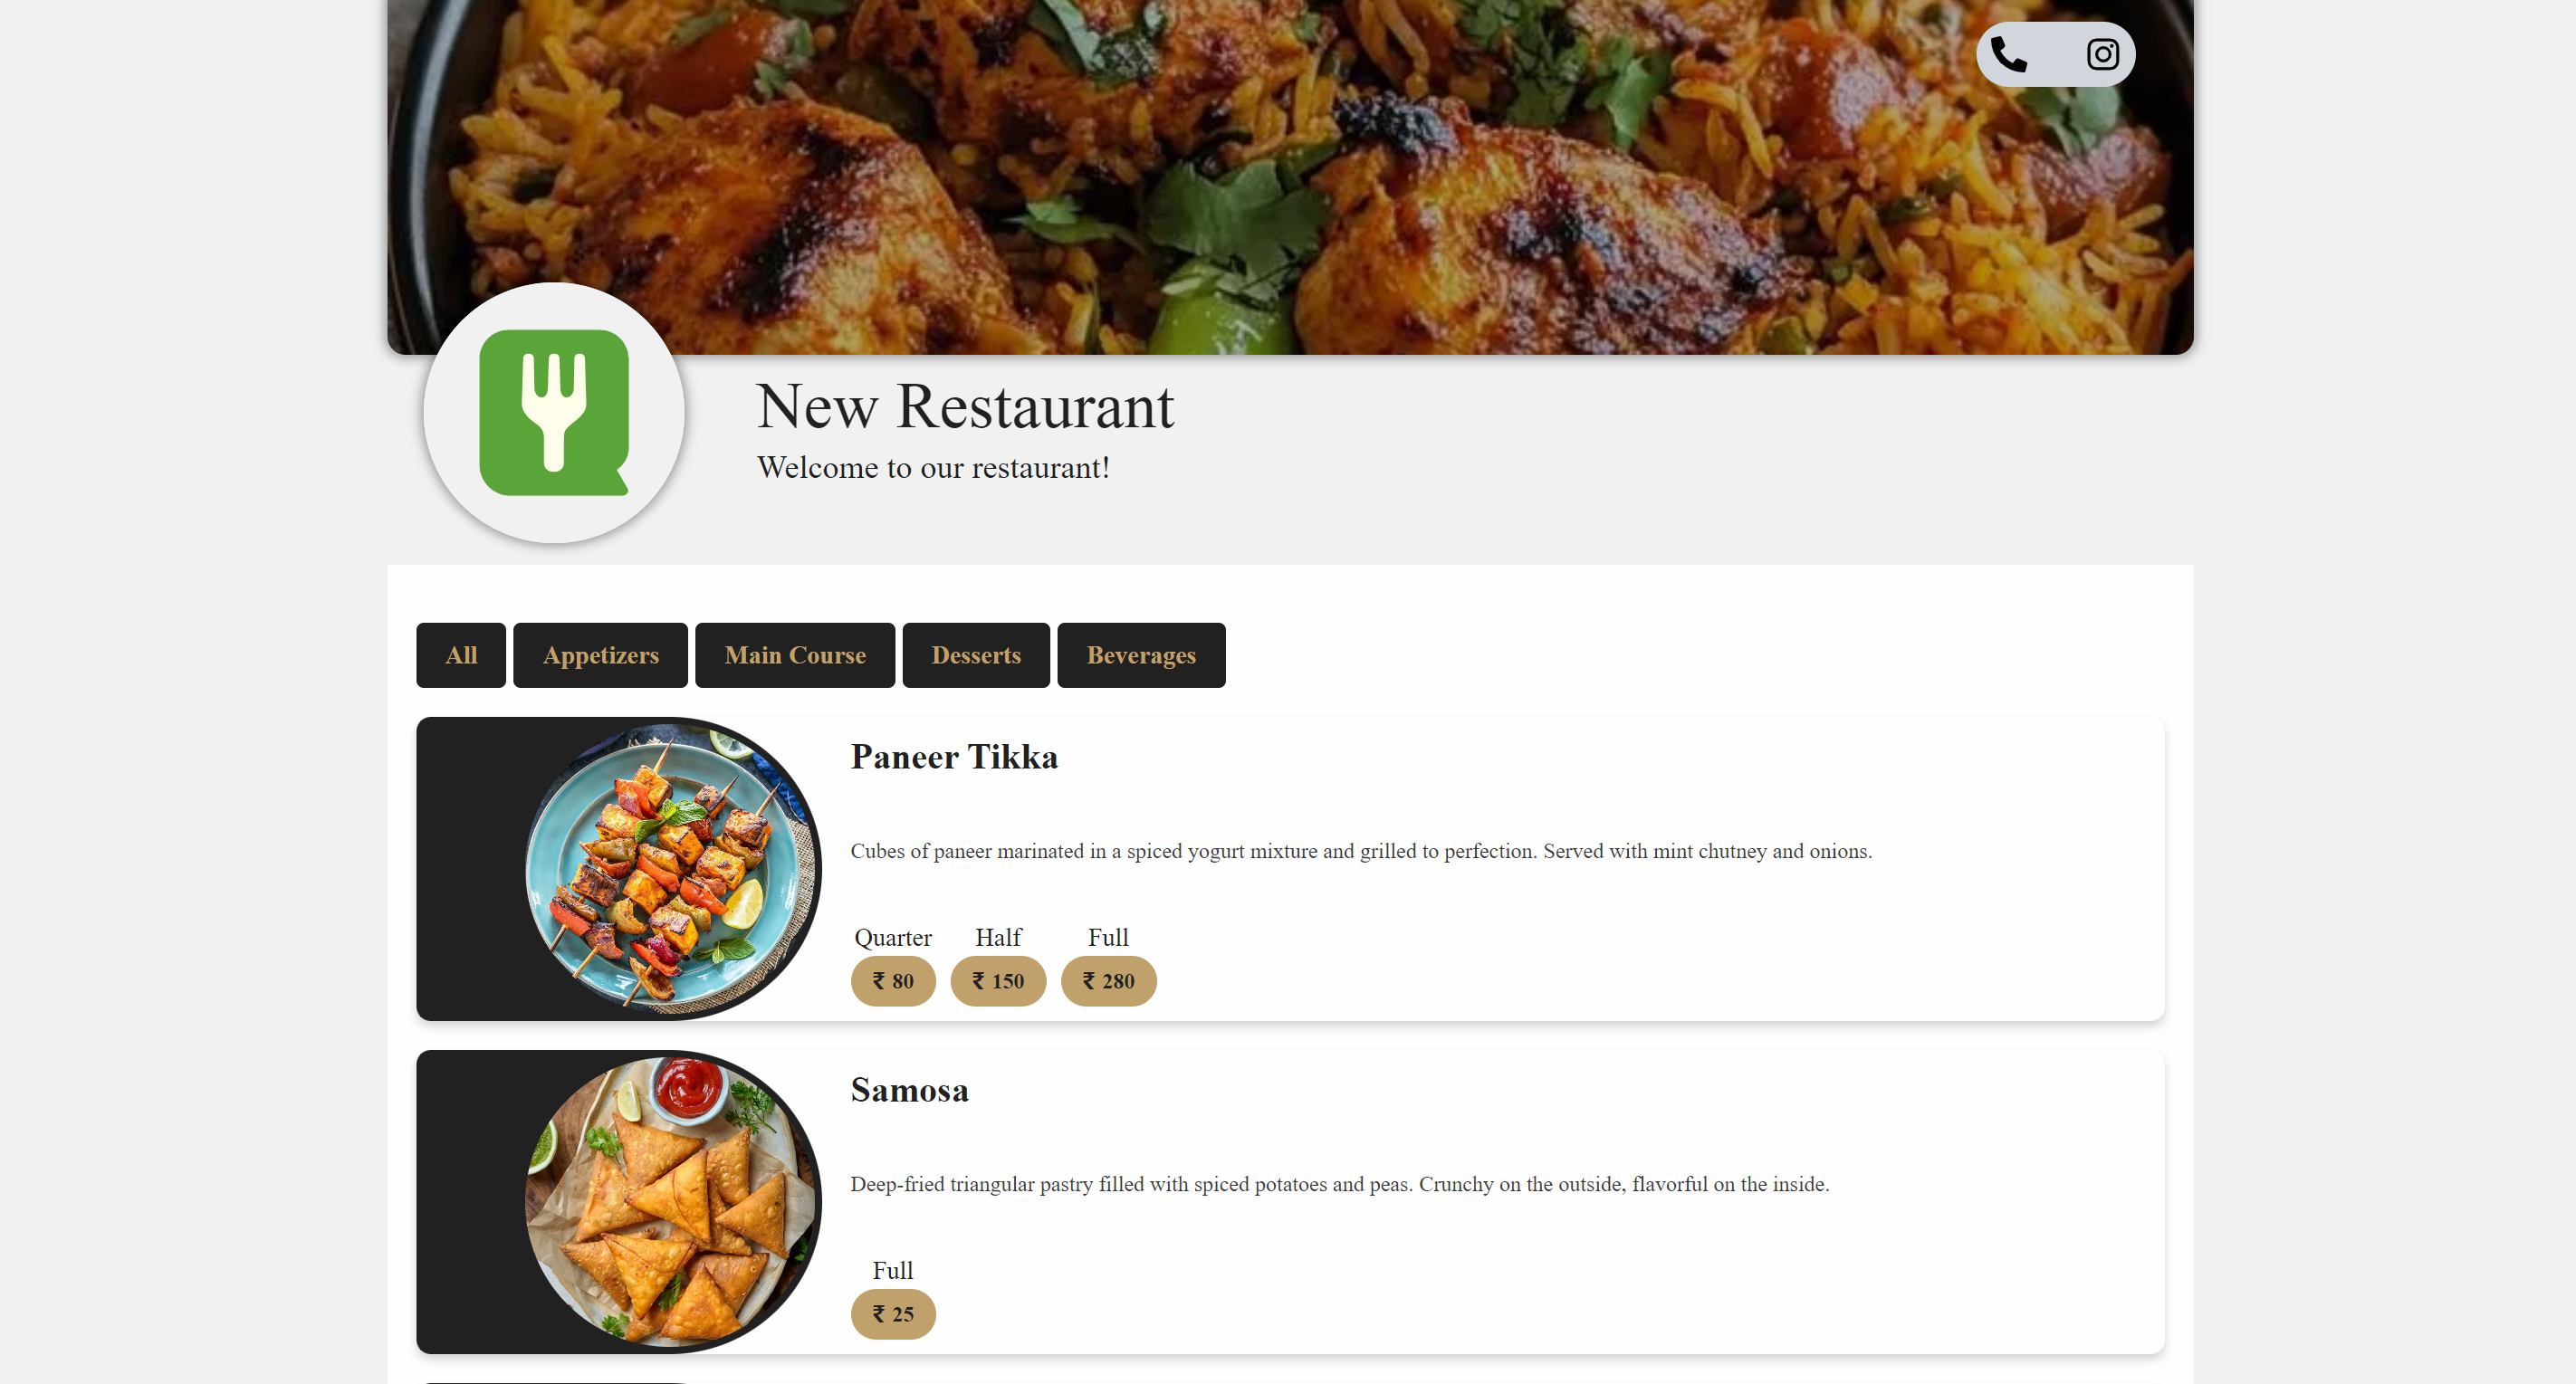 New Restaurant
Welcome to our restaurant!
All Appetizers Main Course Desserts Beverages
Paneer Tikka
Cubes of paneer marinated in a spiced yogurt mixture and grilled to perfection. Served with mint chutney and onions.
Quarter Half Full
₹ 80 ₹ 150 ₹ 280
Samosa
Deep-fried triangular pastry filled with spiced potatoes and peas. Crunchy on the outside, flavorful on the inside.
Full
₹ 25